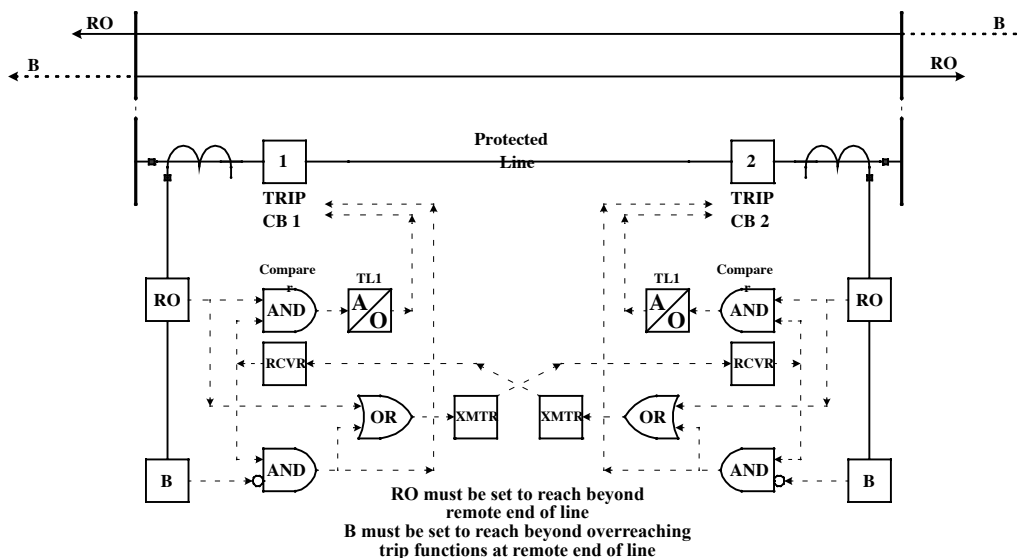 RO
B
B
RO
Protected
Line
1
2
TRIP
CB 1
TRIP
CB 2
Compare
r
TL1
TL1
Compare
r
RO
AND
A
O
A
O
AND
RO
RCVR
RCVR
OR
XMTR
XMTR
OR
B
AND
AND
B
RO must be set to reach beyond
remote end of line
B must be set to reach beyond overreaching
trip functions at remote end of line